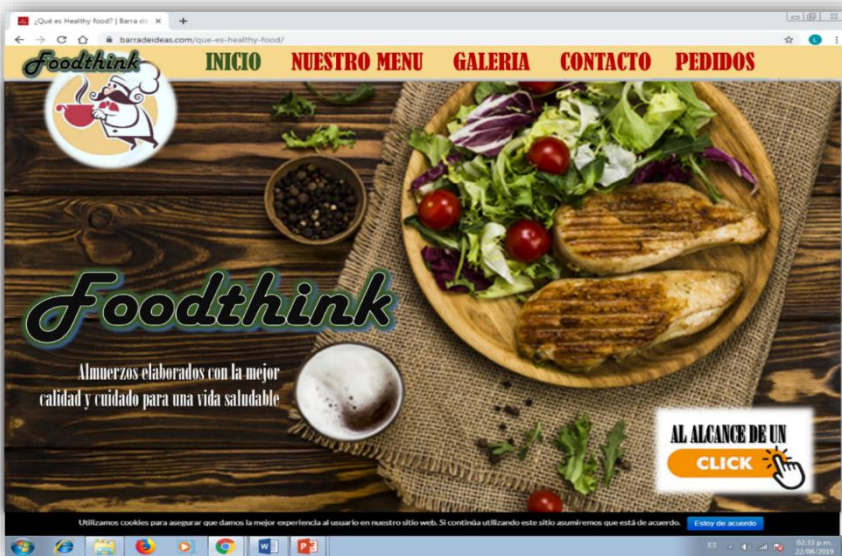 ¿Qué es Healthy food? | Barra de
barradeideas.com/que-es-healthy-food/
Foodthink
INICIO NUESTRO MENU GALERIA CONTACTO PEDIDOS
Foodthink
Almuerzos elaborados con la mejor
calidad y cuidado para una vida saludable
AL ALCANCE DE UN
CLICK
Utilizamos cookies para asegurar que damos la mejor experiencia al usuario en nuestro sitio web. Si continúa utilizando este sitio asumiremos que está de acuerdo. Estoy de acuerdo
ES
02:33 p.m.
22/08/2019